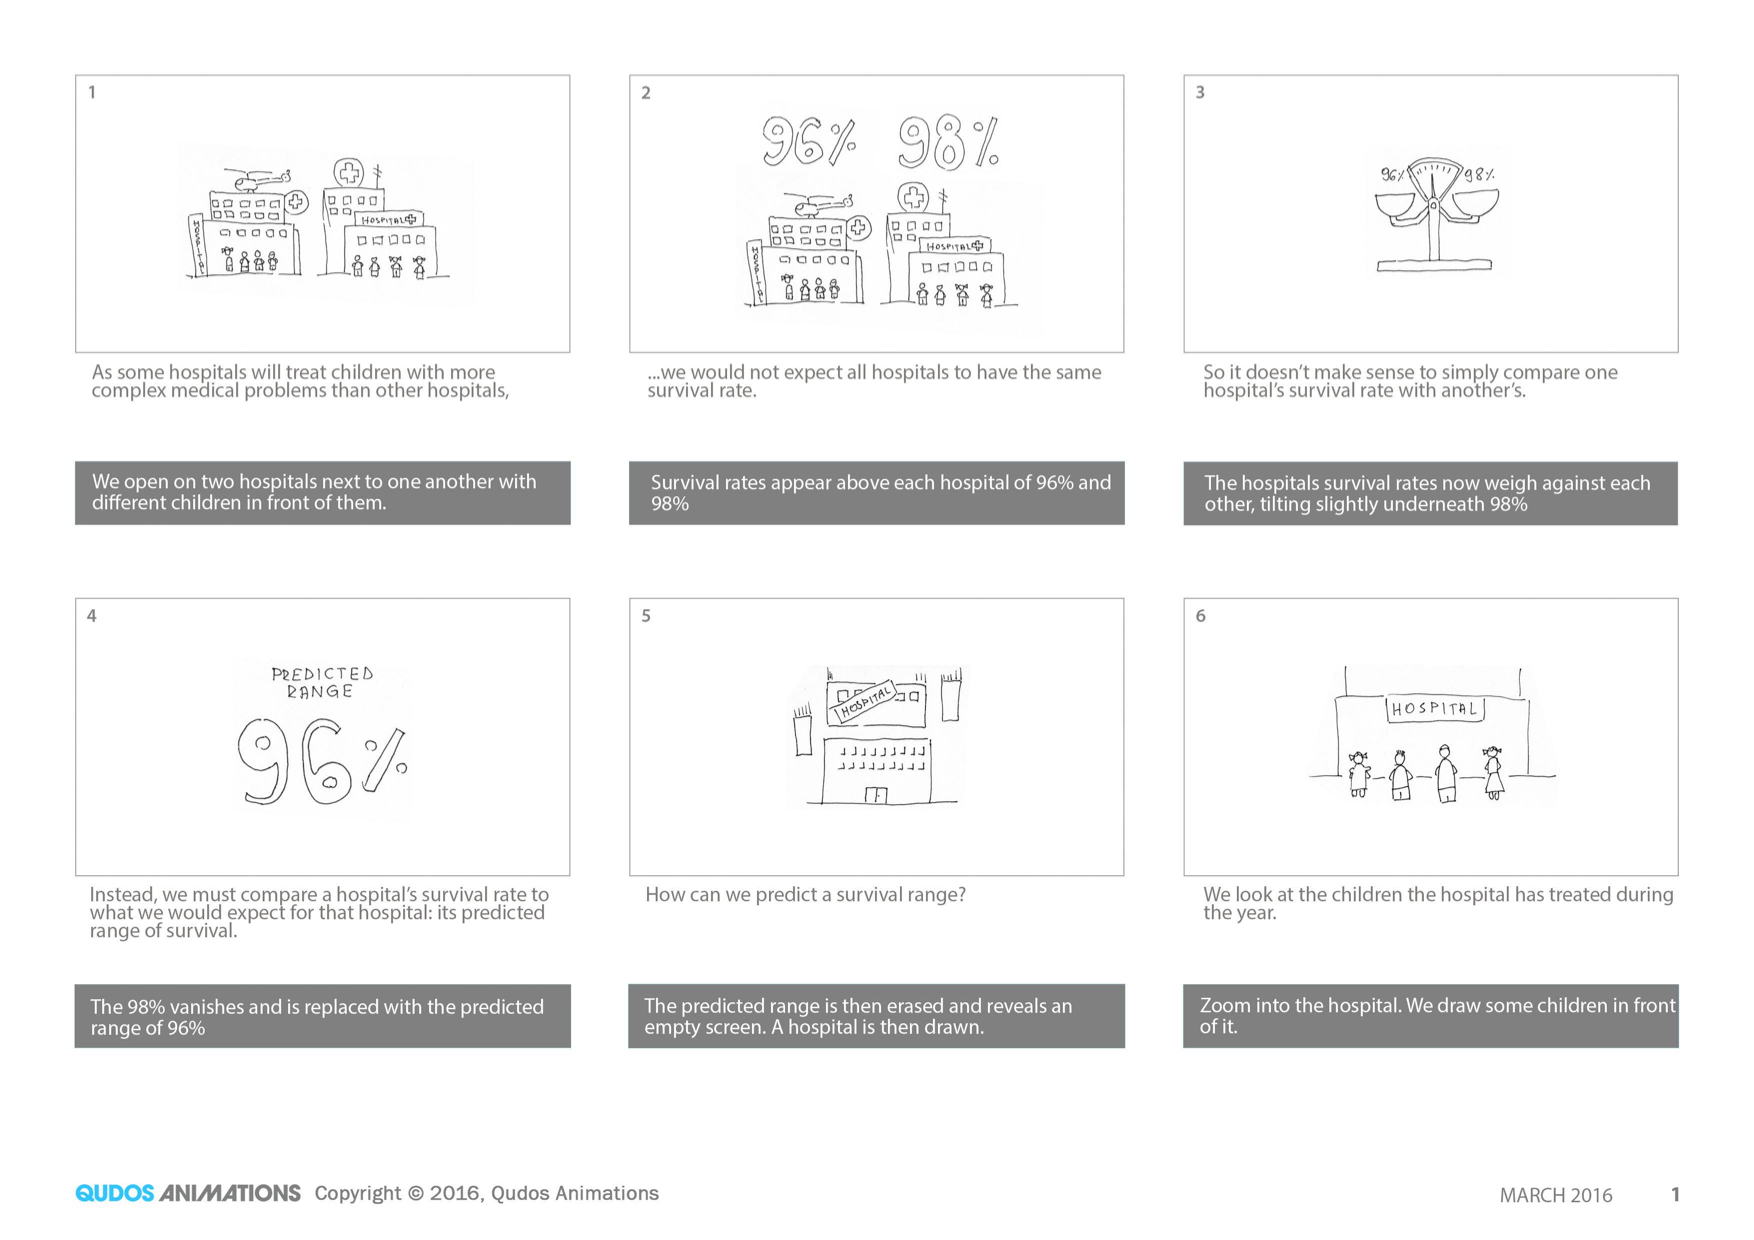 1
HOSPITAL
HOSPITAL
As some hospitals will treat children with more
complex medical problems than other hospitals,
We open on two hospitals next to one another with
different children in front of them.
2
96% 98%
HOSPITAL
HOSPITAL
...we would not expect all hospitals to have the same
survival rate.
Survival rates appear above each hospital of 96% and
98%
3
96% 98%
So it doesn’t make sense to simply compare one
hospital’s survival rate with another’s.
The hospitals survival rates now weigh against each
other, tilting slightly underneath 98%
4
PREDICTED
RANGE
96%
Instead, we must compare a hospital’s survival rate to
what we would expect for that hospital: its predicted
range of survival.
The 98% vanishes and is replaced with the predicted
range of 96%
5
HOSPITAL
How can we predict a survival range?
The predicted range is then erased and reveals an
empty screen. A hospital is then drawn.
6
HOSPITAL
We look at the children the hospital has treated during
the year.
Zoom into the hospital. We draw some children in front
of it.
QUDOS ANIMATIONS Copyright © 2016, Qudos Animations
MARCH 2016 1